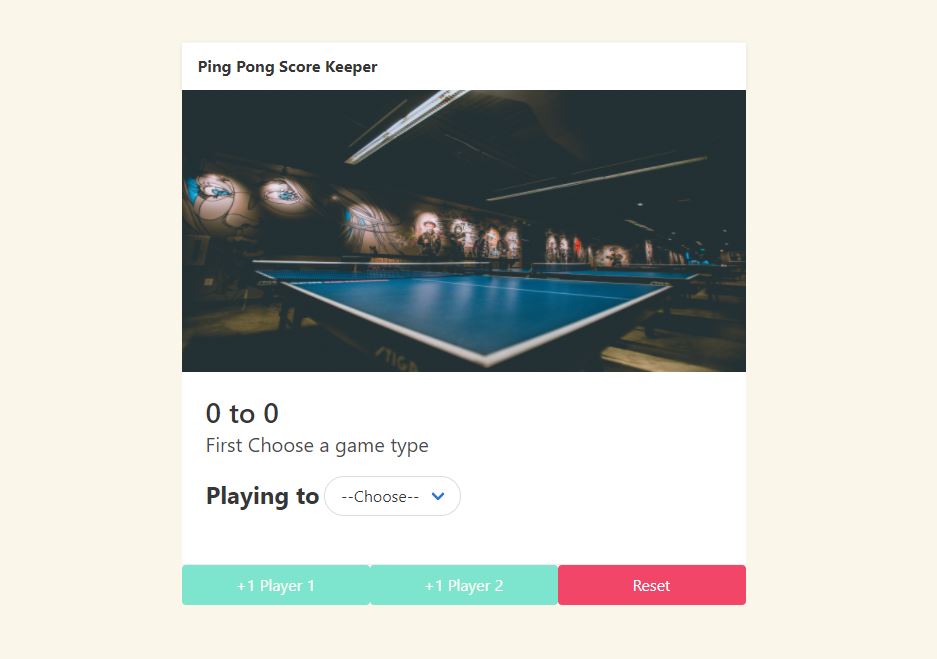 Ping Pong Score Keeper
STIGA
0 to 0
First Choose a game type
Playing to --Choose--
+1 Player 1 +1 Player 2 Reset